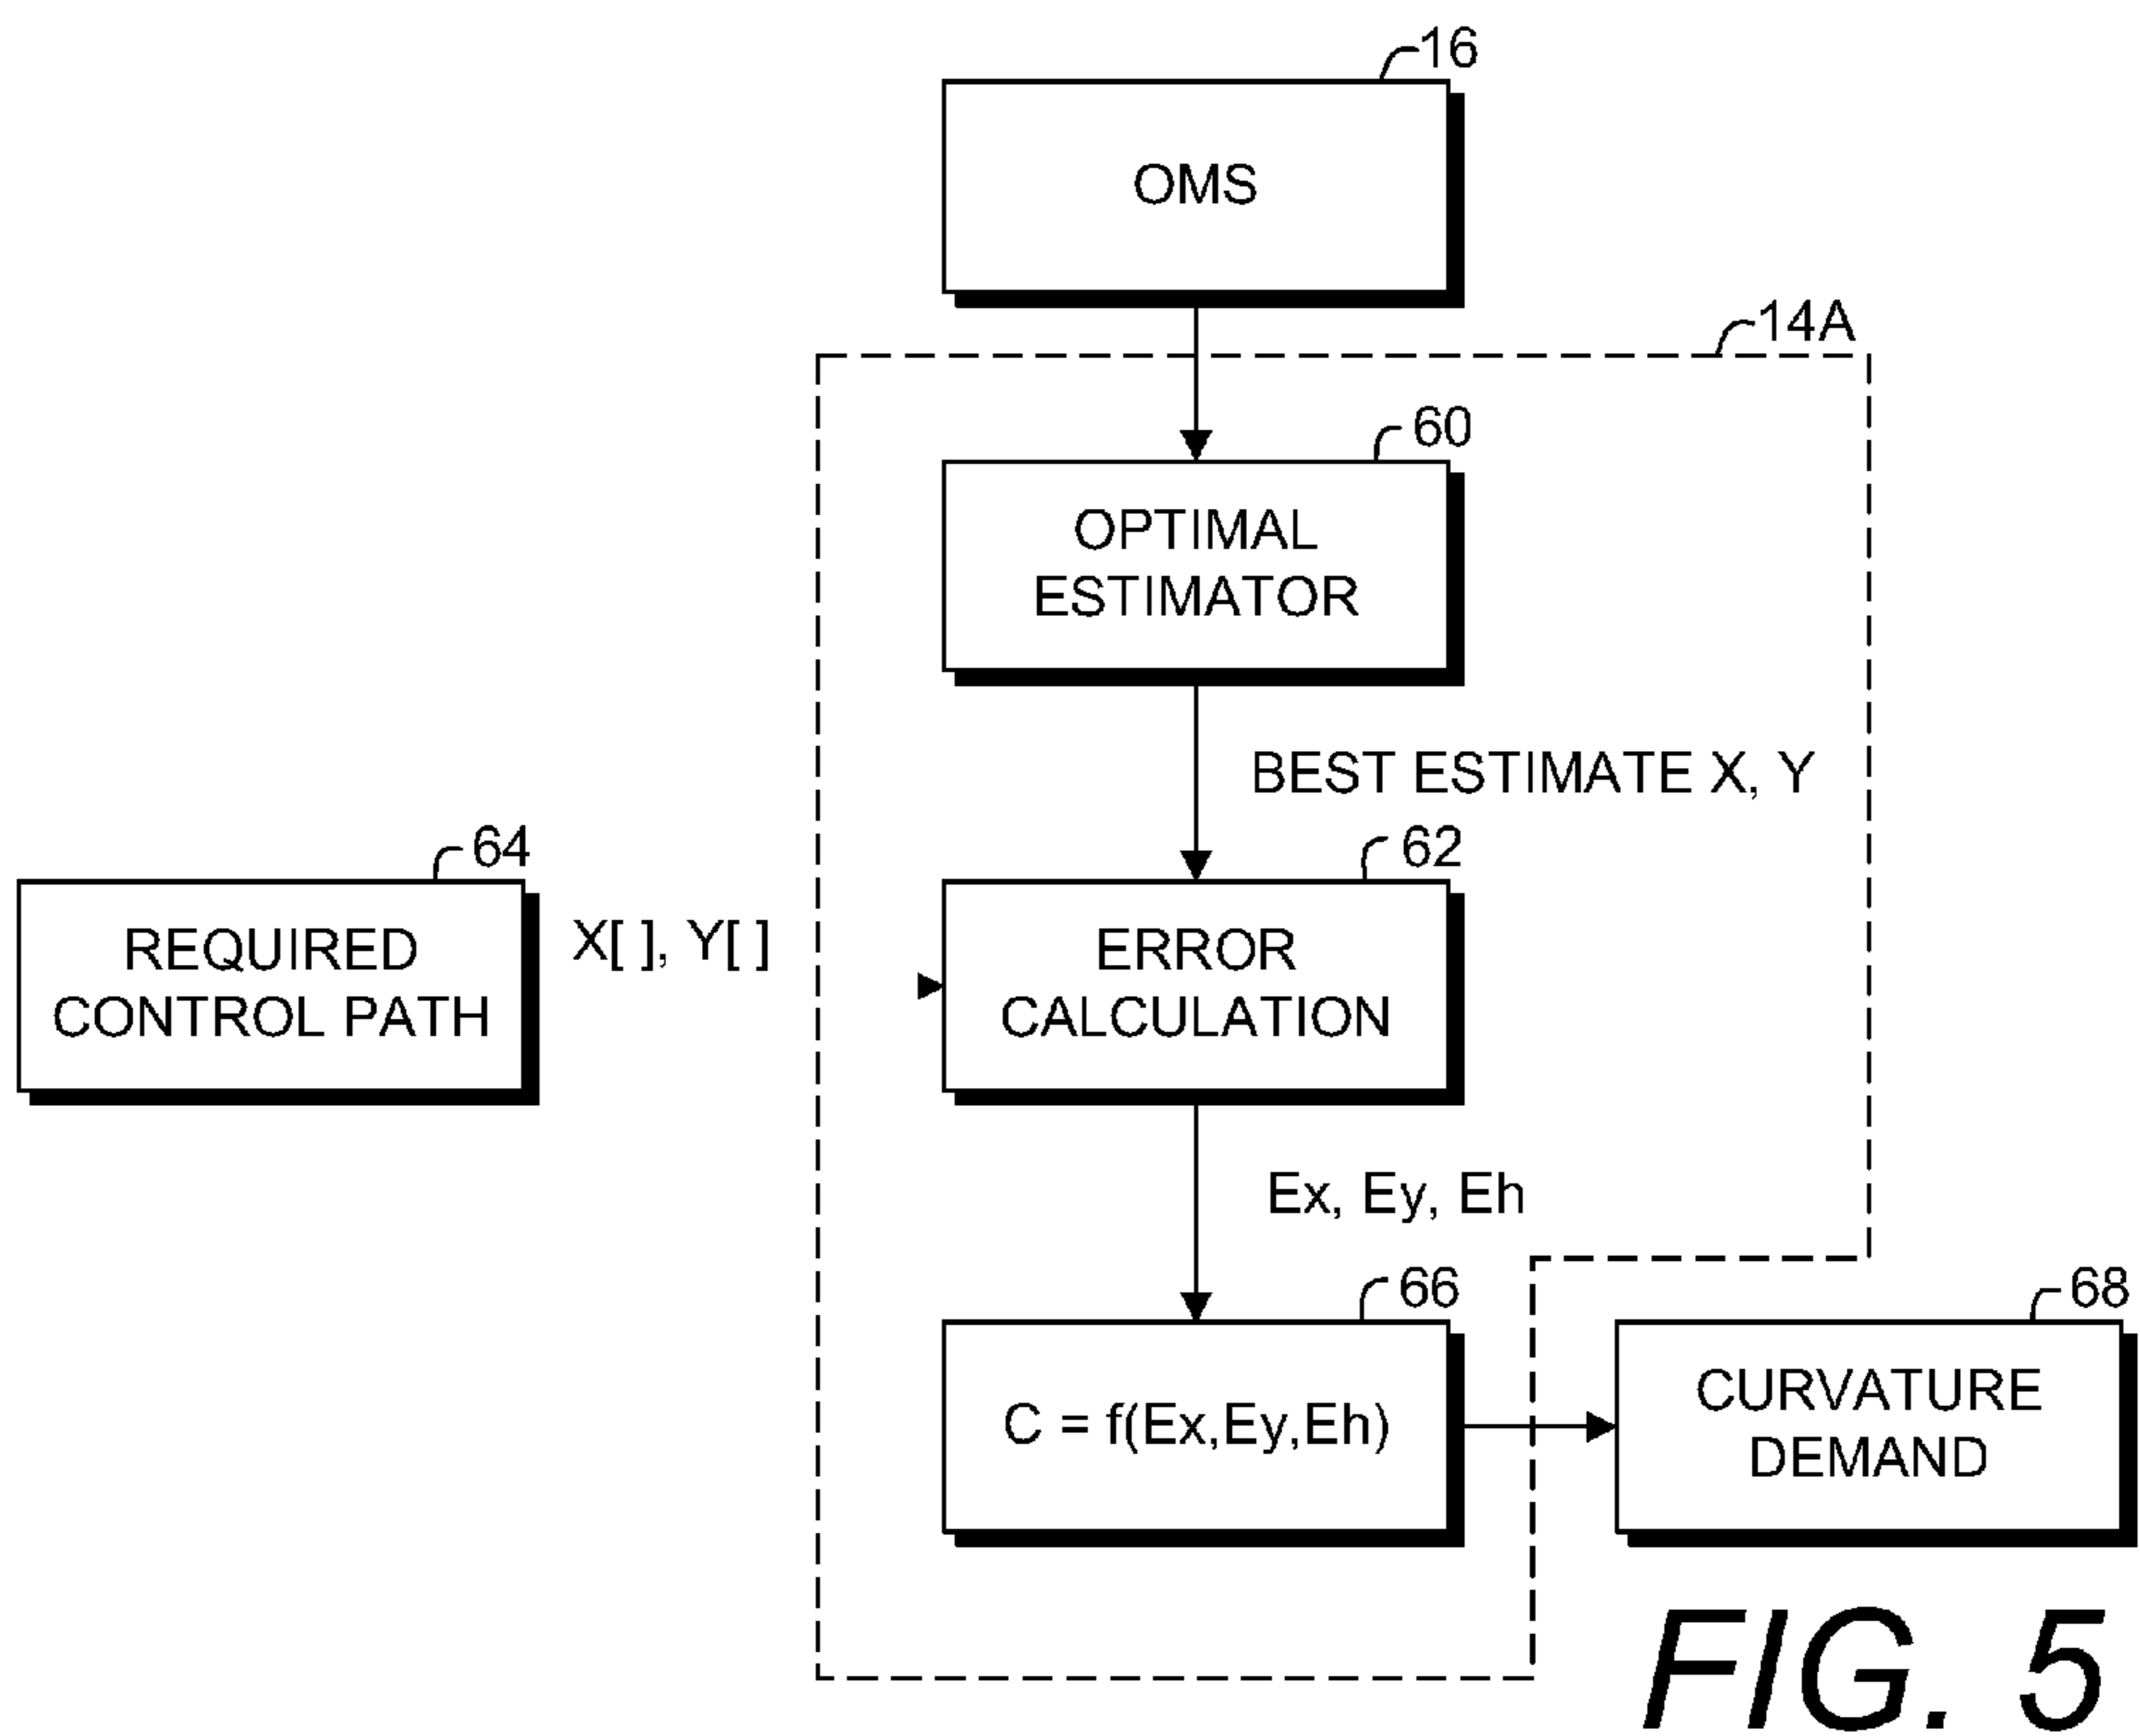 16
OMS
14A
60
OPTIMAL
ESTIMATOR
BEST ESTIMATE X, Y
64
62
REQUIRED
CONTROL PATH
X[ ], Y[ ]
ERROR
CALCULATION
Ex, Ey, Eh
66
68
C = f(Ex,Ey,Eh)
CURVATURE
DEMAND
FIG. 5